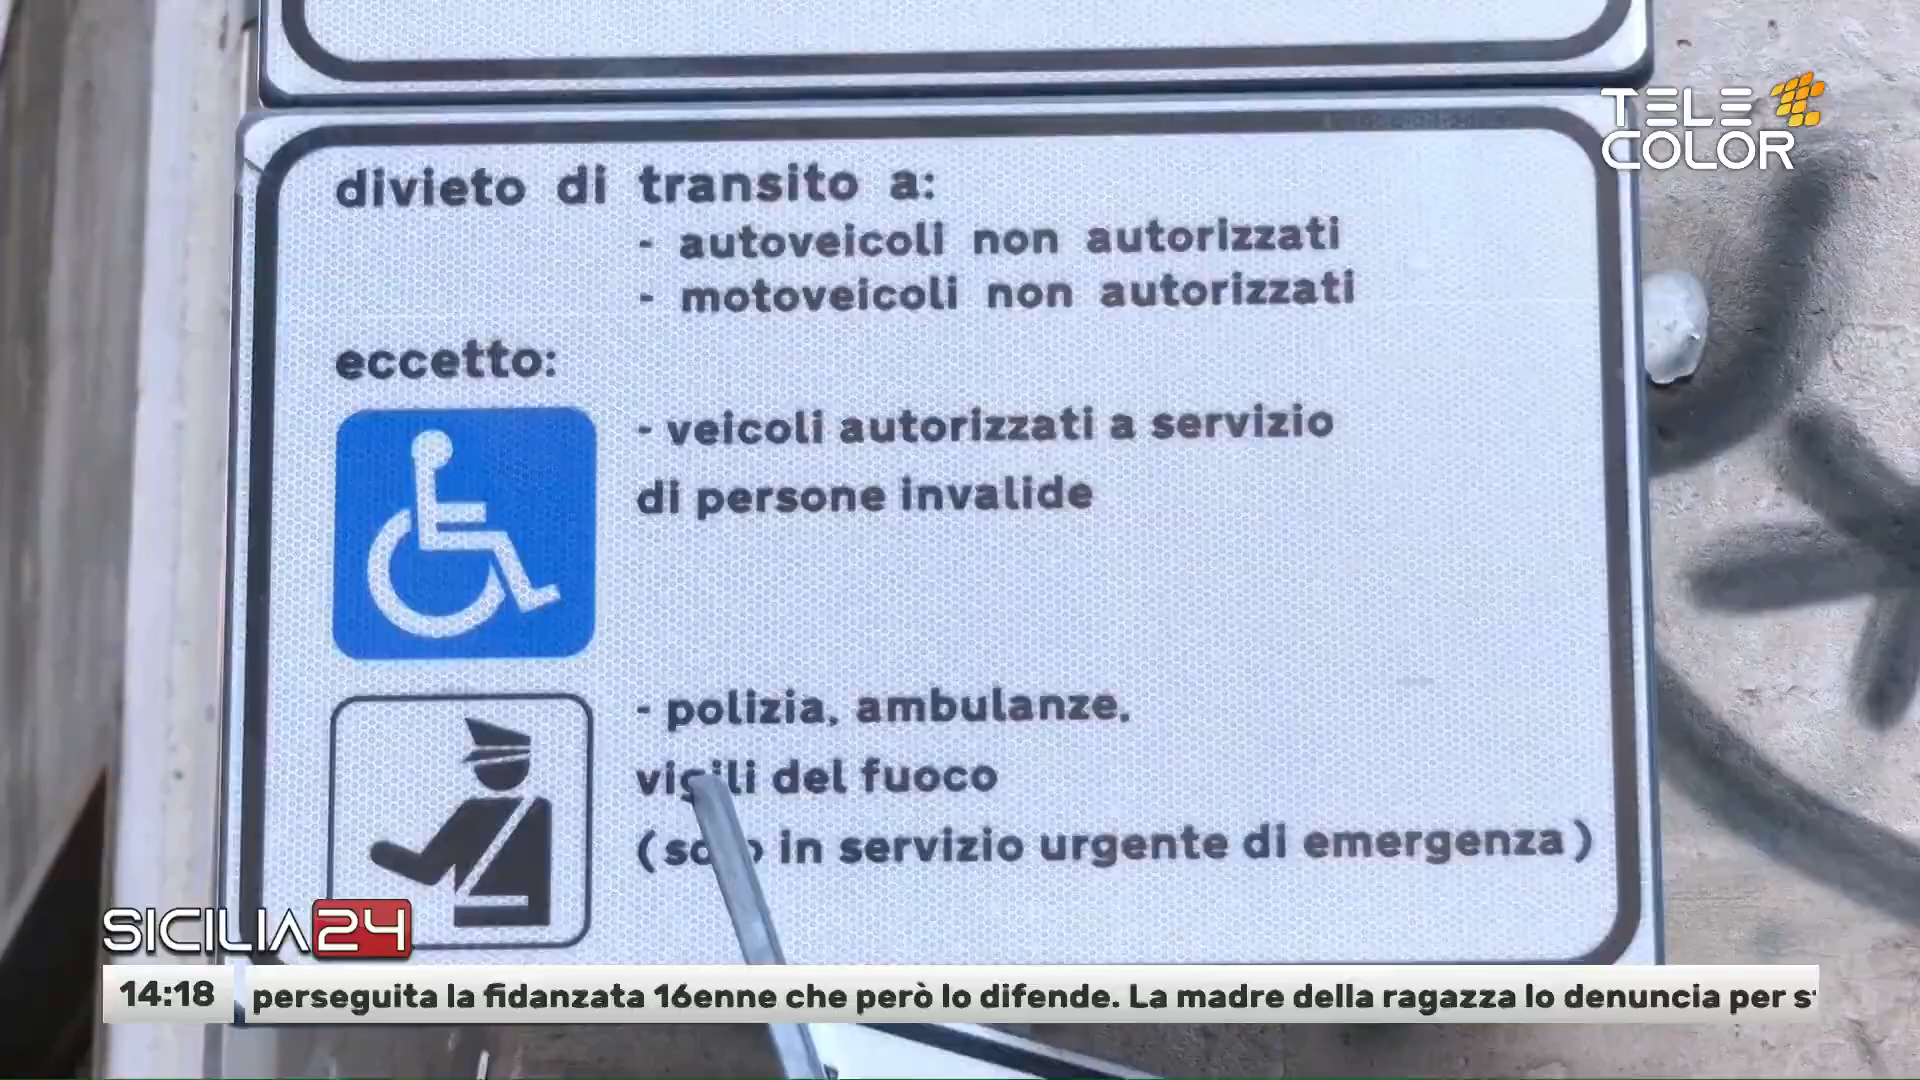 TELE
COLOR
divieto di transito a:
- autoveicoli non autorizzati
- motoveicoli non autorizzati
eccetto:
- veicoli autorizzati a servizio
di persone invalide
- polizia, ambulanze,
vigili del fuoco
(solo in servizio urgente di emergenza)
SICILIA24
14:18 perseguita la fidanzata 16enne che però lo difende. La madre della ragazza lo denuncia per